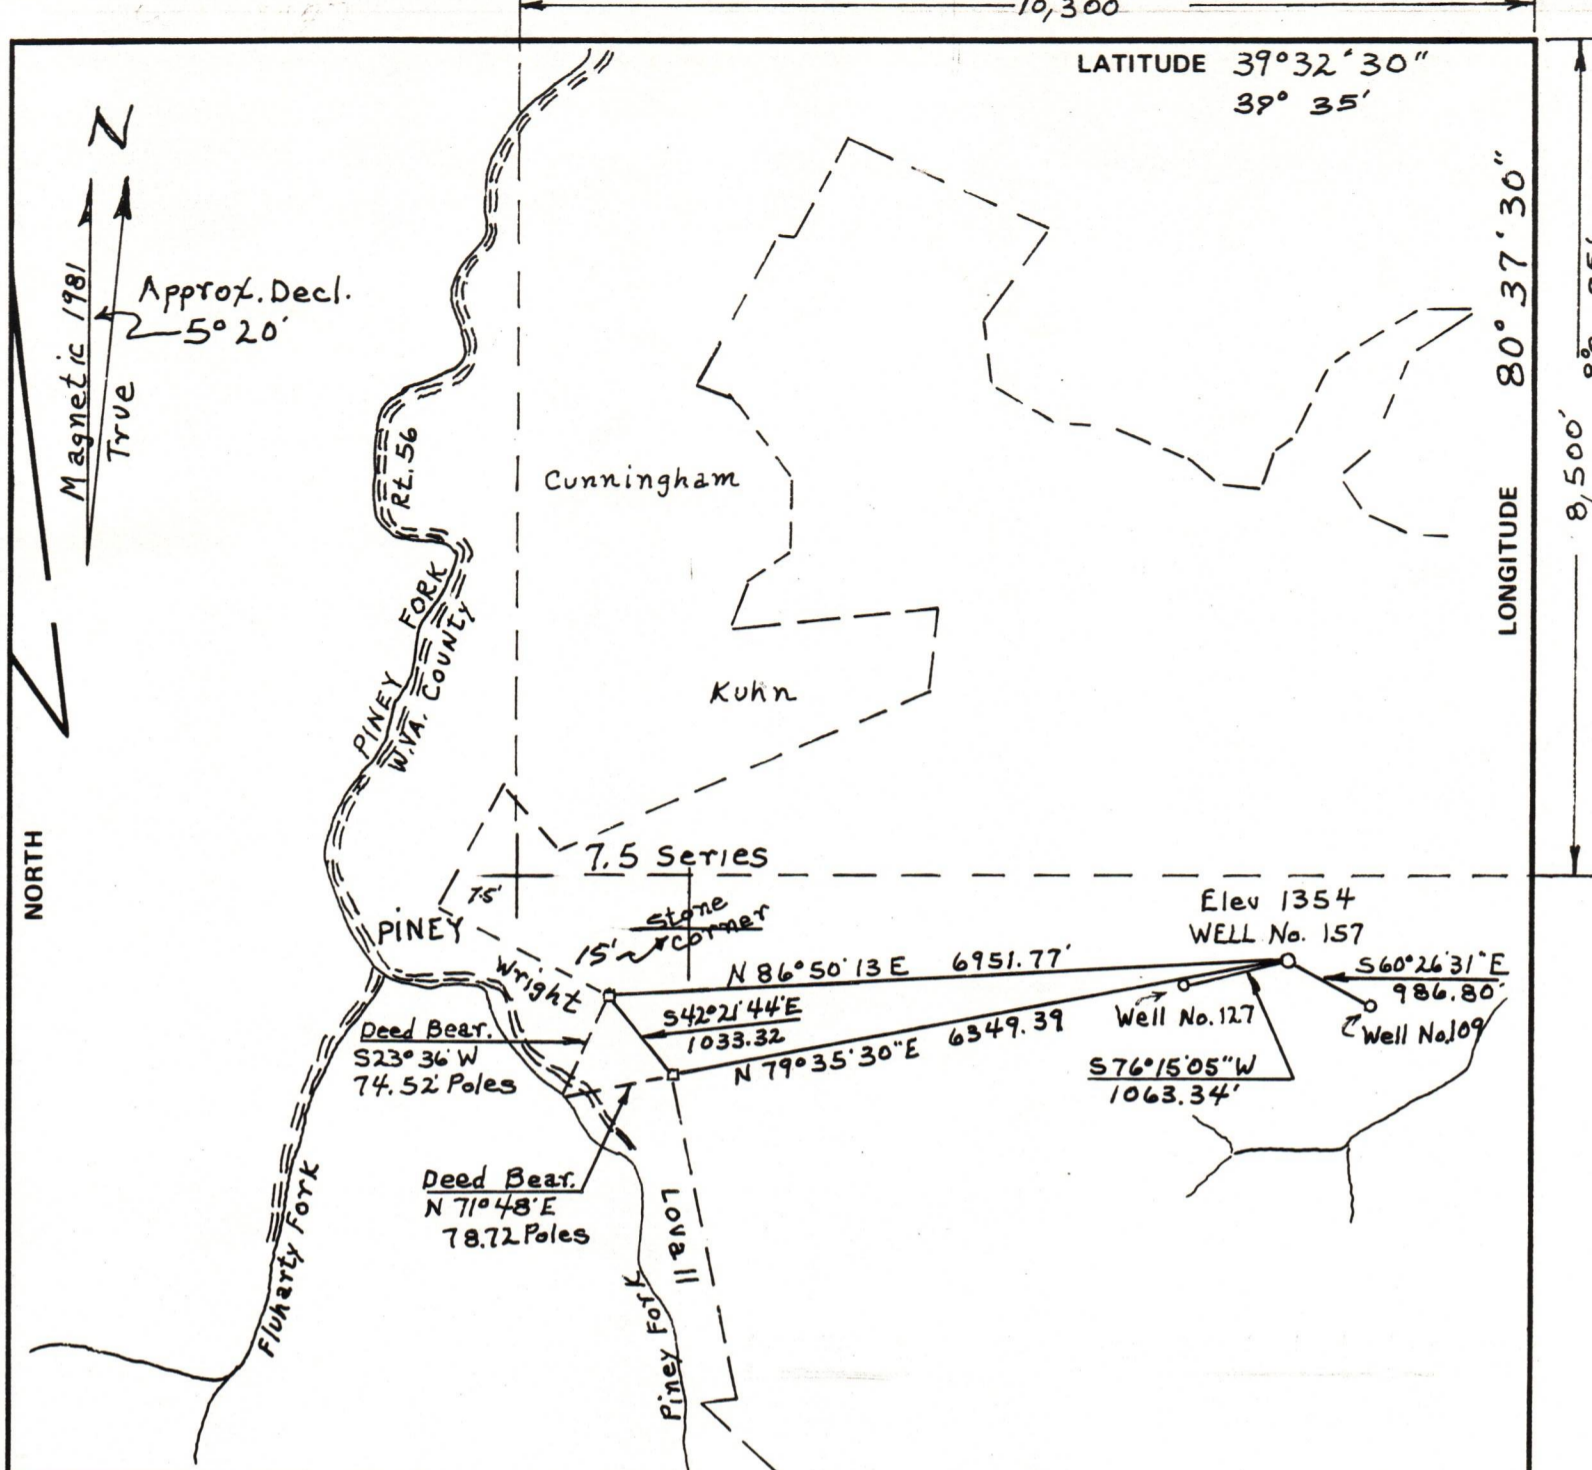 10,300
LATITUDE 39°32'30"
39° 35'
N
80° 37' 30"
LONGITUDE
8,500'
Magnetic 1981
True
Approx. Decl.
5°20'
Rt. 56
Cunningham
PINEY FORK
W.VA. COUNTY
Kuhn
NORTH
7.5 Series
7.5'
PINEY
Stone
Corner
15'
Wright
Elev 1354
WELL No. 157
N 86°50'13 E 6951.77'
S60°26'31"E
986.80'
S42°21'44"E
1033.32
Well No. 127
Well No.109
Deed Bear.
S23°36'W
74.52' Poles
N 79°35'30"E 6349.39
S76°15'05"W
1063.34'
Deed Bear.
N 71°48'E
78.72 Poles
Lovall
Fluharty Fork
Piney Fork